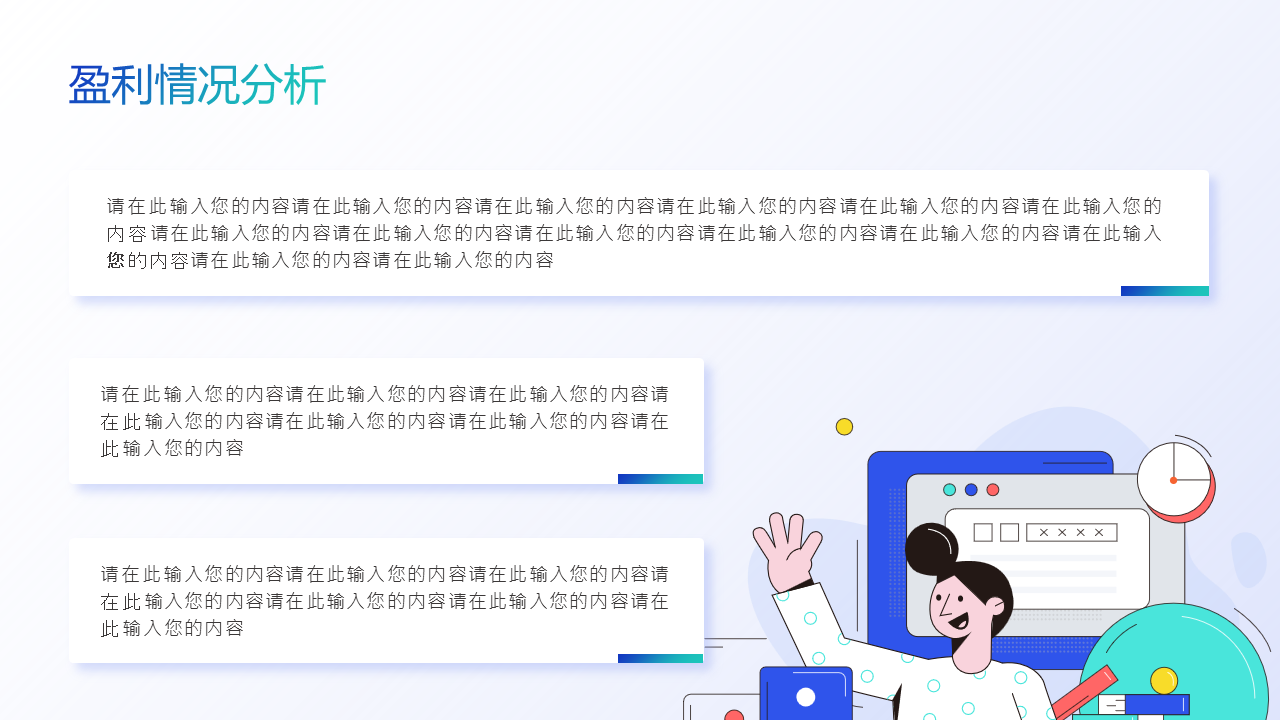 盈利情况分析
请在此输入您的内容请在此输入您的内容请在此输入您的内容请在此输入您的内容请在此输入您的内容请在此输入您的
内容请在此输入您的内容请在此输入您的内容请在此输入您的内容请在此输入您的内容请在此输入您的内容请在此输入
您的内容请在此输入您的内容请在此输入您的内容
请在此输入您的内容请在此输入您的内容请在此输入您的内容请
在此输入您的内容请在此输入您的内容请在此输入您的内容请在
此输入您的内容
请在此输入您的内容请在此输入您的内容请在此输入您的内容请
在此输入您的内容请在此输入您的内容请在此输入您的内容请在
此输入您的内容